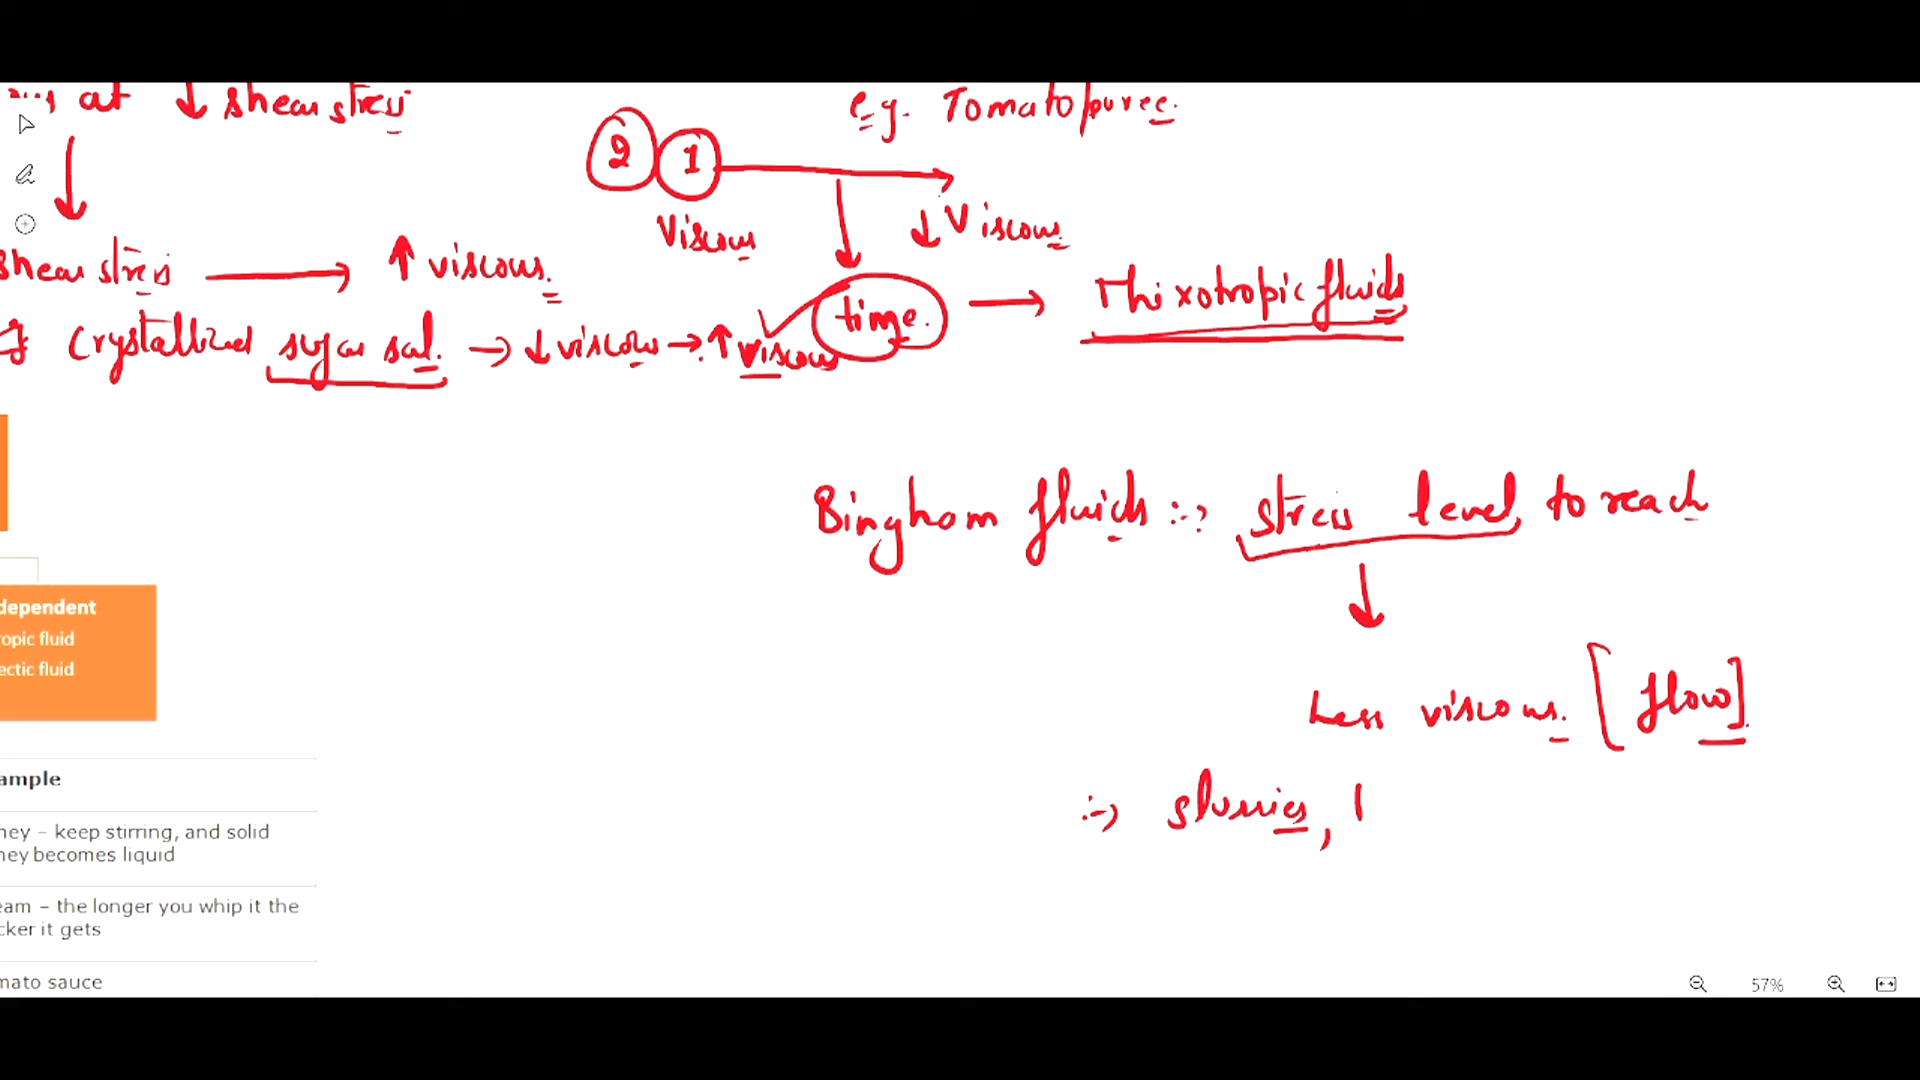 at ↓ shear stress
e.g. Tomato puree.
2 1
Viscous
↓ Viscous
shear stress → ↑ viscous.
time. → Thixotropic fluids
Crystallized sugar sol. → ↓ viscous → ↑ viscous
Bingham fluids :-> stress level to reach
dependent
opic fluid
ectic fluid
Less viscous. [flow].
ample
:-> slurries, 
ney – keep stirring, and solid
ney becomes liquid
eam – the longer you whip it the
cker it gets
mato sauce
57%